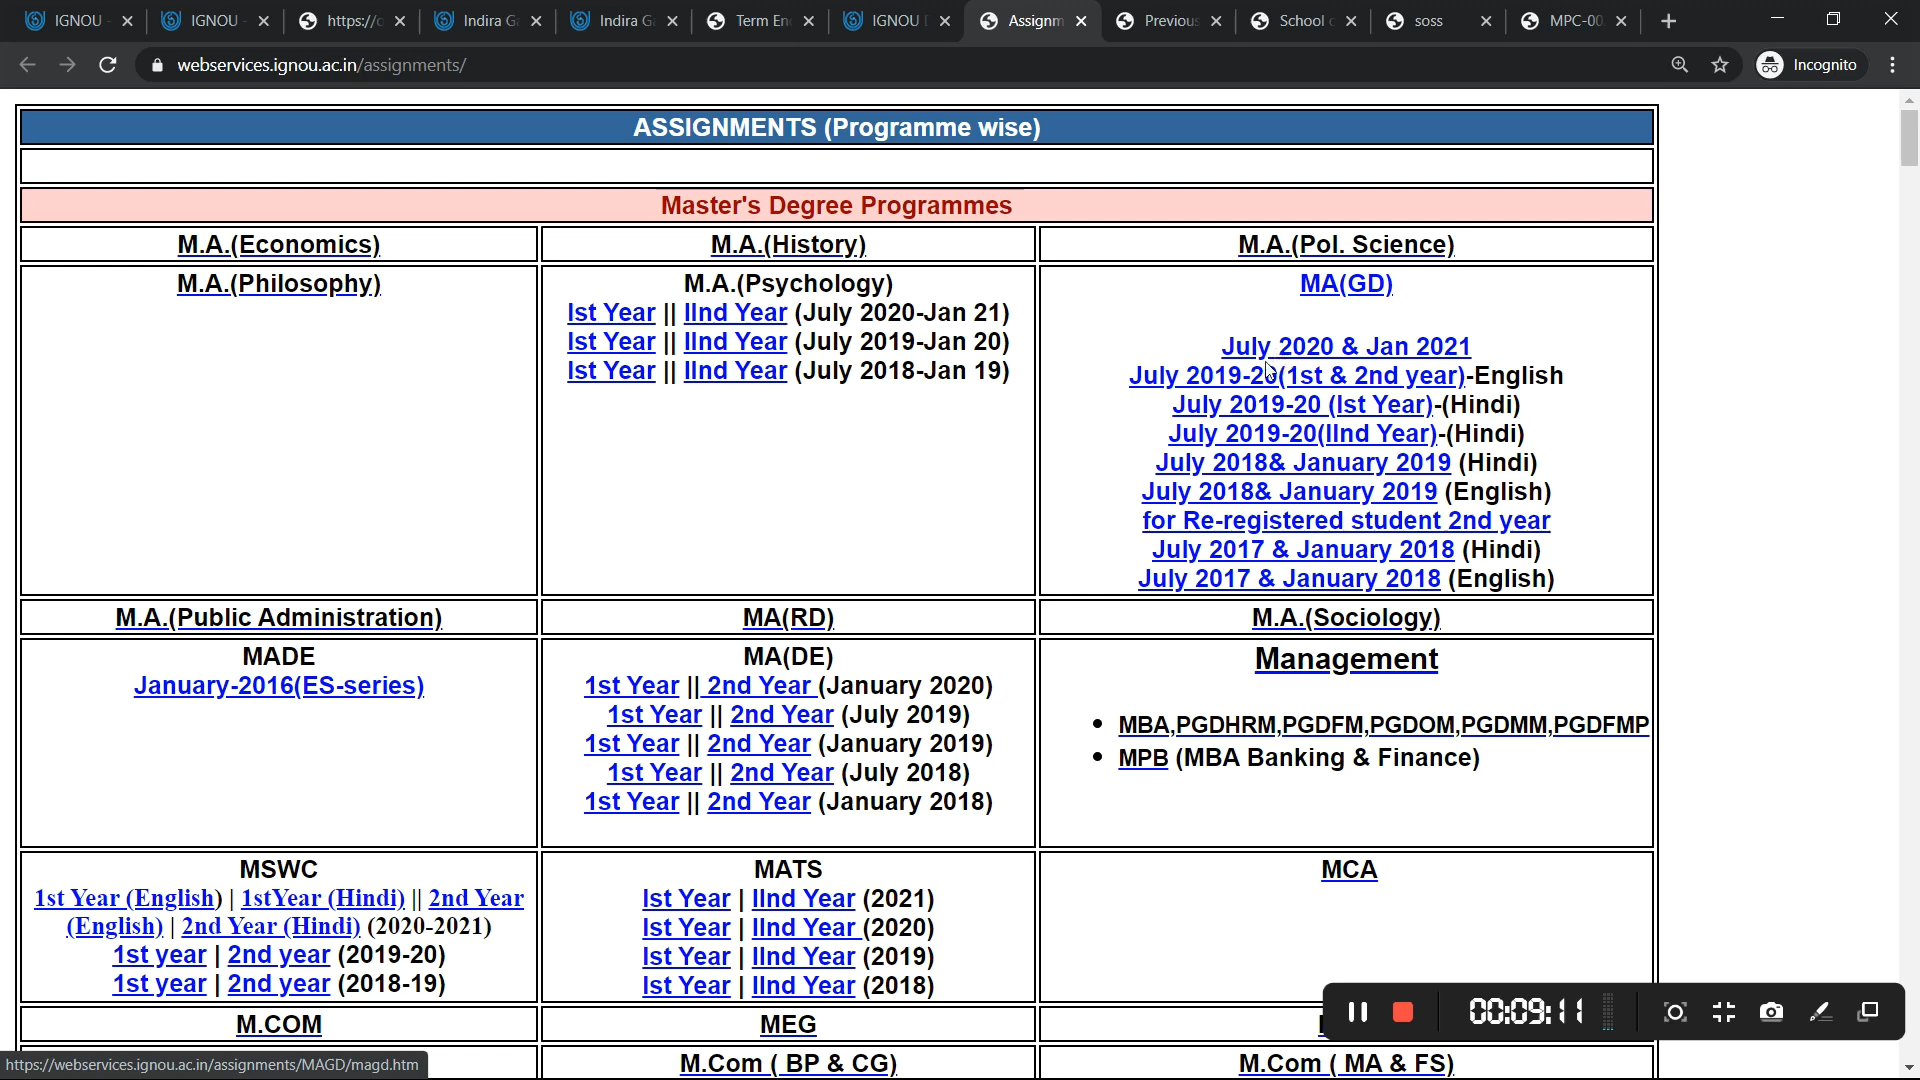 IGNOU -
IGNOU -
https://o
Indira G
Indira G
Term En
IGNOU
Assignm
Previous
School
soss
MPC-00
webservices.ignou.ac.in/assignments/
Incognito
ASSIGNMENTS (Programme wise)
Master's Degree Programmes
M.A.(Economics)
M.A.(History)
M.A.(Pol. Science)
M.A.(Philosophy)
M.A.(Psychology)
Ist Year || IInd Year (July 2020-Jan 21)
Ist Year || IInd Year (July 2019-Jan 20)
Ist Year || IInd Year (July 2018-Jan 19)
MA(GD)
July 2020 & Jan 2021
July 2019-20(1st & 2nd year)-English
July 2019-20 (Ist Year)-(Hindi)
July 2019-20(IInd Year)-(Hindi)
July 2018& January 2019 (Hindi)
July 2018& January 2019 (English)
for Re-registered student 2nd year
July 2017 & January 2018 (Hindi)
July 2017 & January 2018 (English)
M.A.(Public Administration)
MA(RD)
M.A.(Sociology)
MADE
January-2016(ES-series)
MA(DE)
1st Year || 2nd Year (January 2020)
1st Year || 2nd Year (July 2019)
1st Year || 2nd Year (January 2019)
1st Year || 2nd Year (July 2018)
1st Year || 2nd Year (January 2018)
Management
• MBA,PGDHRM,PGDFM,PGDOM,PGDMM,PGDFMP
• MPB (MBA Banking & Finance)
MSWC
1st Year (English) | 1stYear (Hindi) || 2nd Year
(English) | 2nd Year (Hindi) (2020-2021)
1st year | 2nd year (2019-20)
1st year | 2nd year (2018-19)
MATS
Ist Year | IInd Year (2021)
Ist Year | IInd Year (2020)
Ist Year | IInd Year (2019)
Ist Year | IInd Year (2018)
MCA
M.COM
MEG
00:09:11
https://webservices.ignou.ac.in/assignments/MAGD/magd.htm
M.Com ( BP & CG)
M.Com ( MA & FS)